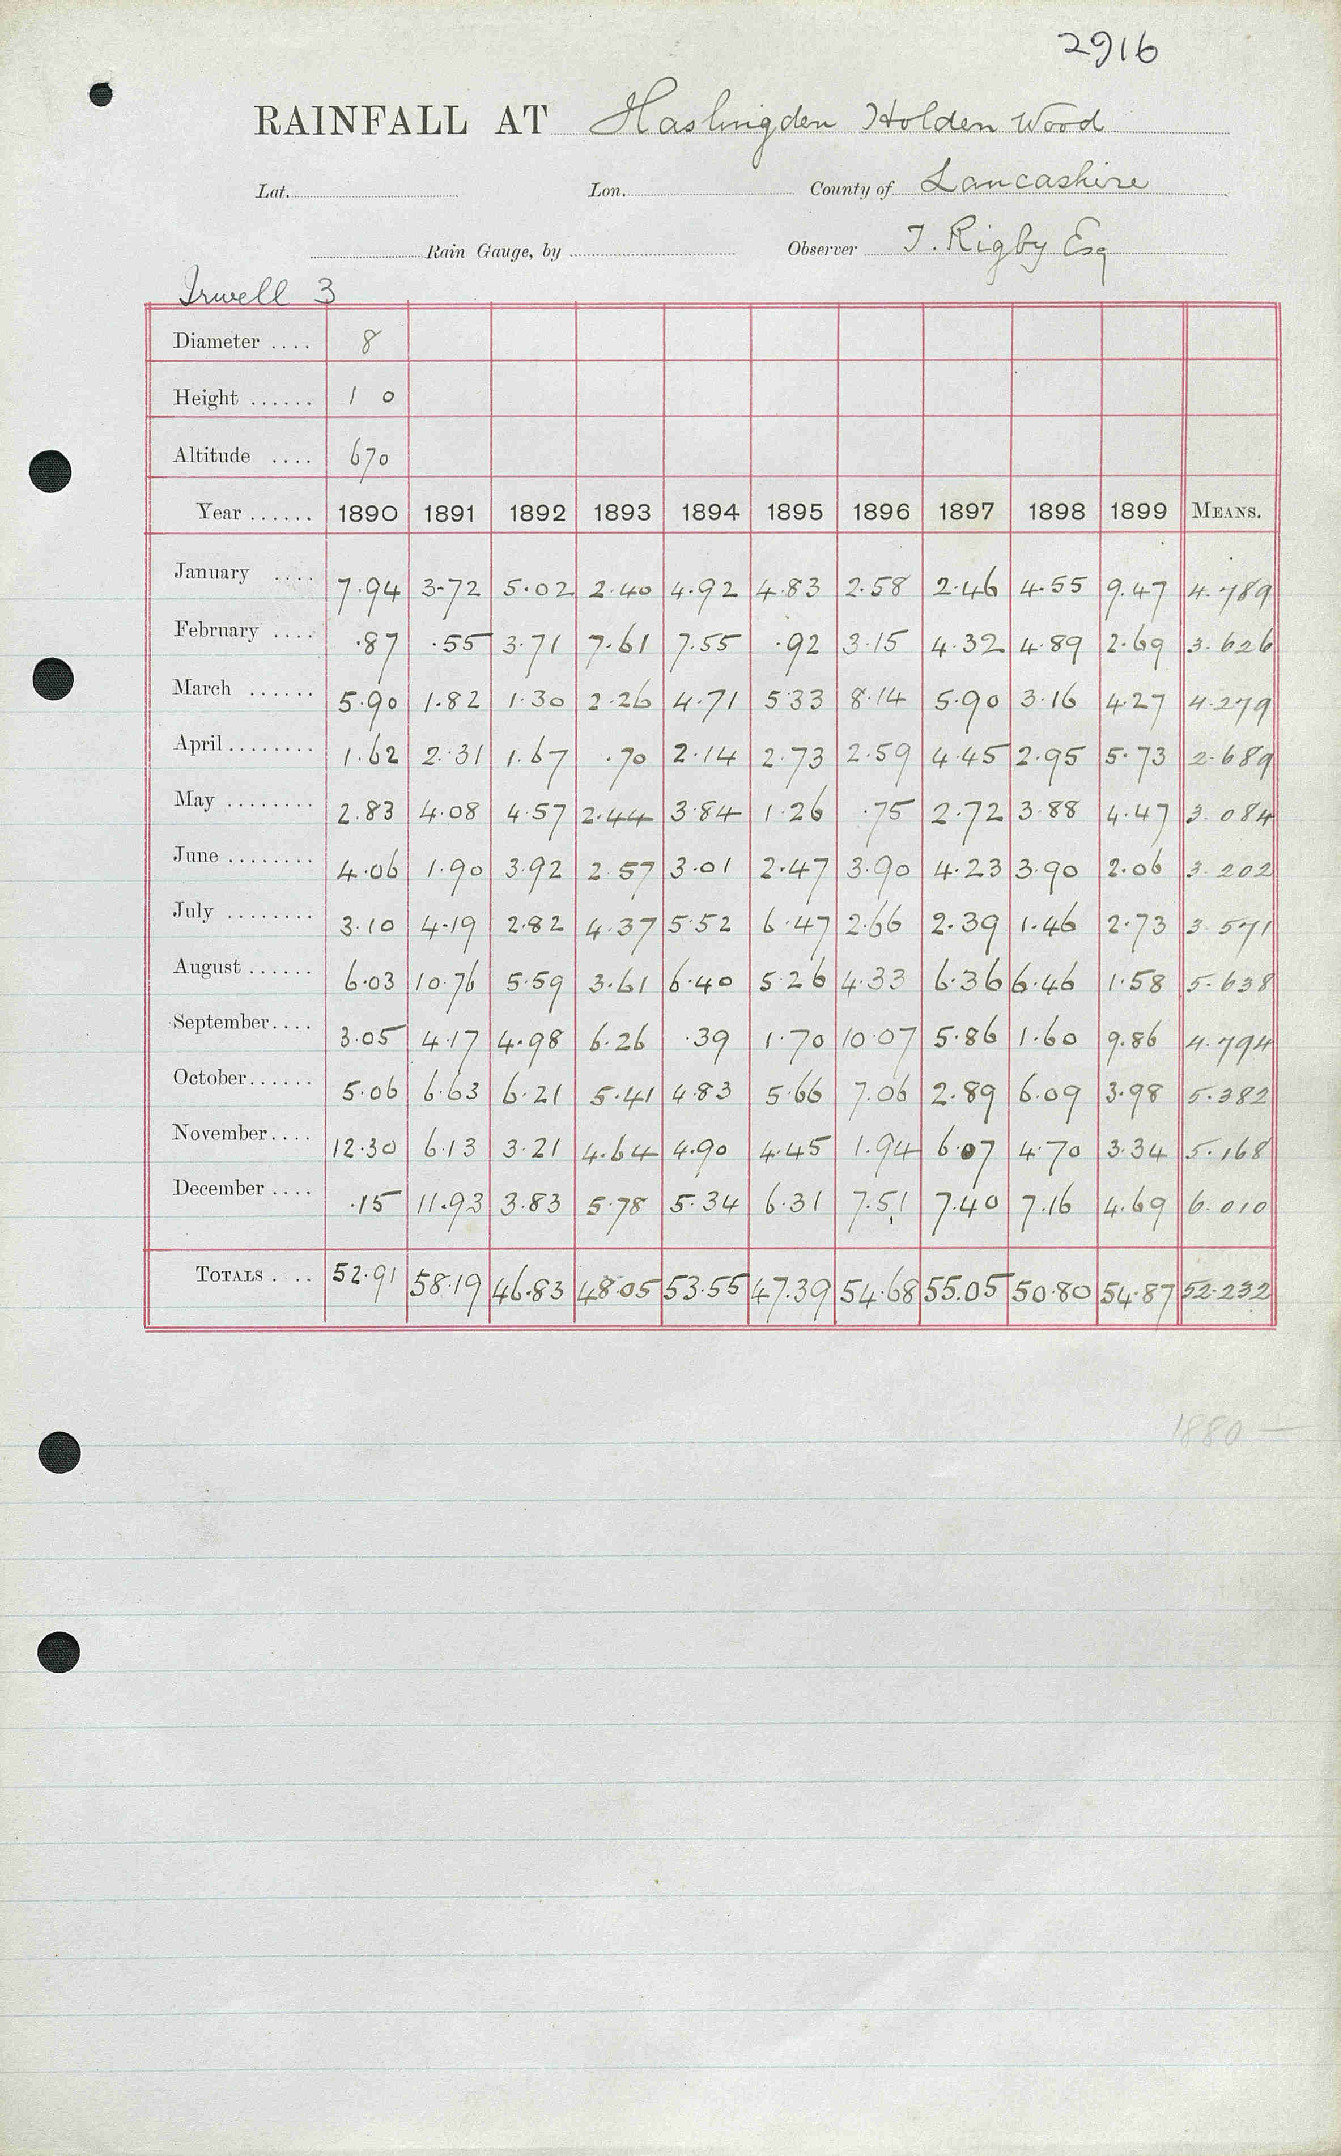 2916
RAINFALL AT Haslingden Holden Wood
Lat. Lon. County of Lancashire
Rain Gauge, by Observer T. Rigby Esq
Irwell 3
Diameter .... 8
Height ...... 1 0
Altitude .... 670
Year ...... 1890 1891 1892 1893 1894 1895 1896 1897 1898 1899 MEANS.
January .... 7.94 3.72 5.02 2.40 4.92 4.83 2.58 2.46 4.55 9.47 4.789
February .... .87 .55 3.71 7.61 7.55 .92 3.15 4.32 4.89 2.69 3.626
March ...... 5.90 1.82 1.30 2.26 4.71 5.33 8.14 5.90 3.16 4.27 4.279
April ........ 1.62 2.31 1.67 .70 2.14 2.73 2.59 4.45 2.95 5.73 2.689
May ........ 2.83 4.08 4.57 2.44 3.84 1.26 .75 2.72 3.88 4.47 3.084
June ........ 4.06 1.90 3.92 2.57 3.01 2.47 3.90 4.23 3.90 2.06 3.202
July ........ 3.10 4.19 2.82 4.37 5.52 6.47 2.66 2.39 1.46 2.73 3.571
August ...... 6.03 10.76 5.59 3.61 6.40 5.26 4.33 6.36 6.46 1.58 5.638
September .... 3.05 4.17 4.98 6.26 .39 1.70 10.07 5.86 1.60 9.86 4.794
October ...... 5.06 6.63 6.21 5.41 4.83 5.66 7.06 2.89 6.09 3.98 5.382
November .... 12.30 6.13 3.21 4.64 4.90 4.45 1.94 6.07 4.70 3.34 5.168
December .... .15 11.93 3.83 5.78 5.34 6.31 7.51 7.40 7.16 4.69 6.010
TOTALS .... 52.91 58.19 46.83 48.05 53.55 47.39 54.68 55.05 50.80 54.87 52.232
1880 —